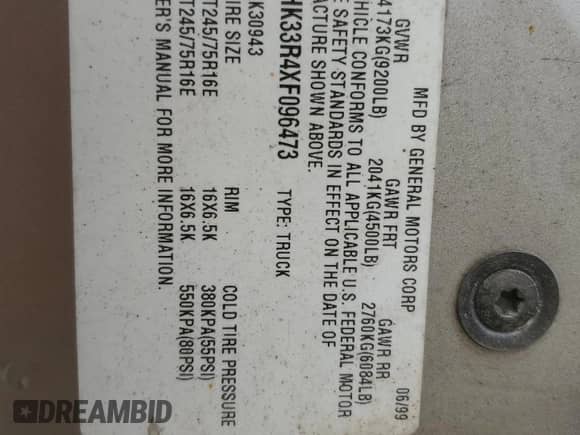 MFD BY GENERAL MOTORS CORP 06/99
GVWR GAWR FRT GAWR RR
4173KG(9200LB) 2041KG(4500LB) 2760KG(6084LB)
HICLE CONFORMS TO ALL APPLICABLE U.S. FEDERAL MOTOR
E SAFETY STANDARDS IN EFFECT ON THE DATE OF
FACTURE SHOWN ABOVE.
HK33R4XF096473 TYPE: TRUCK
K30943
IRE SIZE RIM COLD TIRE PRESSURE
T245/75R16E 16X6.5K 380KPA(55PSI)
T245/75R16E 16X6.5K 550KPA(80PSI)
ER'S MANUAL FOR MORE INFORMATION.
DREAMBID